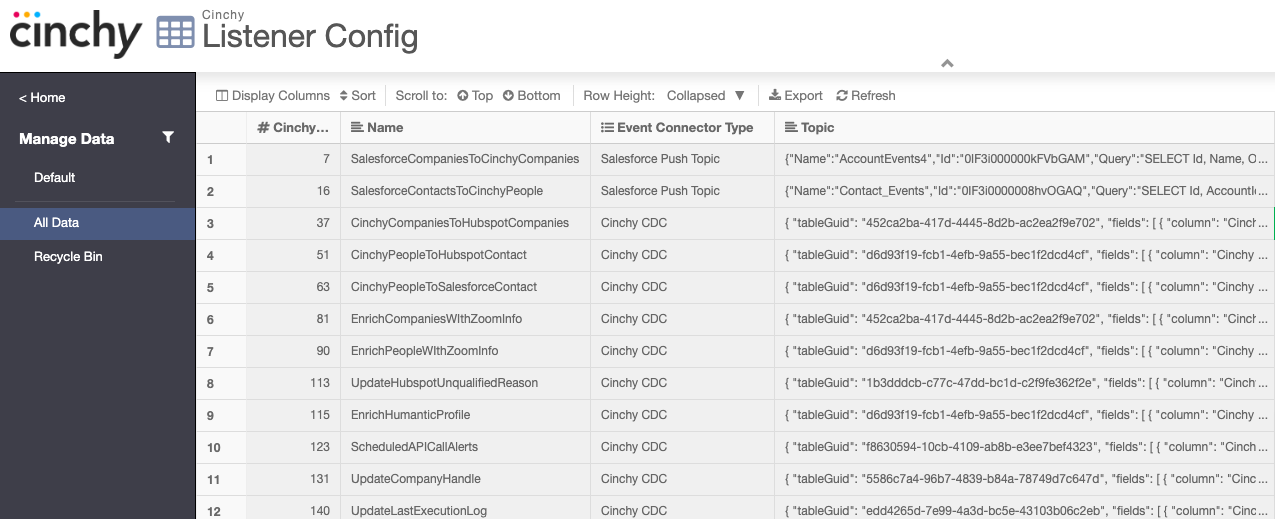 cinchy
Cinchy
Listener Config
< Home
Manage Data
Default
All Data
Recycle Bin
Display Columns Sort Scroll to: Top Bottom Row Height: Collapsed ▼ Export Refresh
# Cinchy... Name Event Connector Type Topic
1 7 SalesforceCompaniesToCinchyCompanies Salesforce Push Topic {"Name":"AccountEvents4","Id":"0IF3i000000kFVbGAM","Query":"SELECT Id, Name, O...
2 16 SalesforceContactsToCinchyPeople Salesforce Push Topic {"Name":"Contact_Events","Id":"0IF3i0000008hvOGAQ","Query":"SELECT Id, AccountI...
3 37 CinchyCompaniesToHubspotCompanies Cinchy CDC { "tableGuid": "452ca2ba-417d-4445-8d2b-ac2ea2f9e702", "fields": [ { "column": "Cinch...
4 51 CinchyPeopleToHubspotContact Cinchy CDC { "tableGuid": "d6d93f19-fcb1-4efb-9a55-bec1f2dcd4cf", "fields": [ { "column": "Cinchy ...
5 63 CinchyPeopleToSalesforceContact Cinchy CDC { "tableGuid": "d6d93f19-fcb1-4efb-9a55-bec1f2dcd4cf", "fields": [ { "column": "Cinchy ...
6 81 EnrichCompaniesWIthZoomInfo Cinchy CDC { "tableGuid": "452ca2ba-417d-4445-8d2b-ac2ea2f9e702", "fields": [ { "column": "Cinch...
7 90 EnrichPeopleWIthZoomInfo Cinchy CDC { "tableGuid": "d6d93f19-fcb1-4efb-9a55-bec1f2dcd4cf", "fields": [ { "column": "Cinchy ...
8 113 UpdateHubspotUnqualifiedReason Cinchy CDC { "tableGuid": "1b3dddcb-c77c-47dd-bc1d-c2f9fe362f2e", "fields": [ { "column": "Cinch...
9 115 EnrichHumanticProfile Cinchy CDC { "tableGuid": "d6d93f19-fcb1-4efb-9a55-bec1f2dcd4cf", "fields": [ { "column": "Cinchy ...
10 123 ScheduledAPICallAlerts Cinchy CDC { "tableGuid": "f8630594-10cb-4109-ab8b-e3ee7bef4323", "fields": [ { "column": "Cinch...
11 131 UpdateCompanyHandle Cinchy CDC { "tableGuid": "5586c7a4-96b7-4839-b84a-78749d7c647d", "fields": [ { "column": "Cinc...
12 140 UpdateLastExecutionLog Cinchy CDC { "tableGuid": "edd4265d-7e99-4a3d-bc5e-43103b06c2eb", "fields": [ { "column": "Cinc...